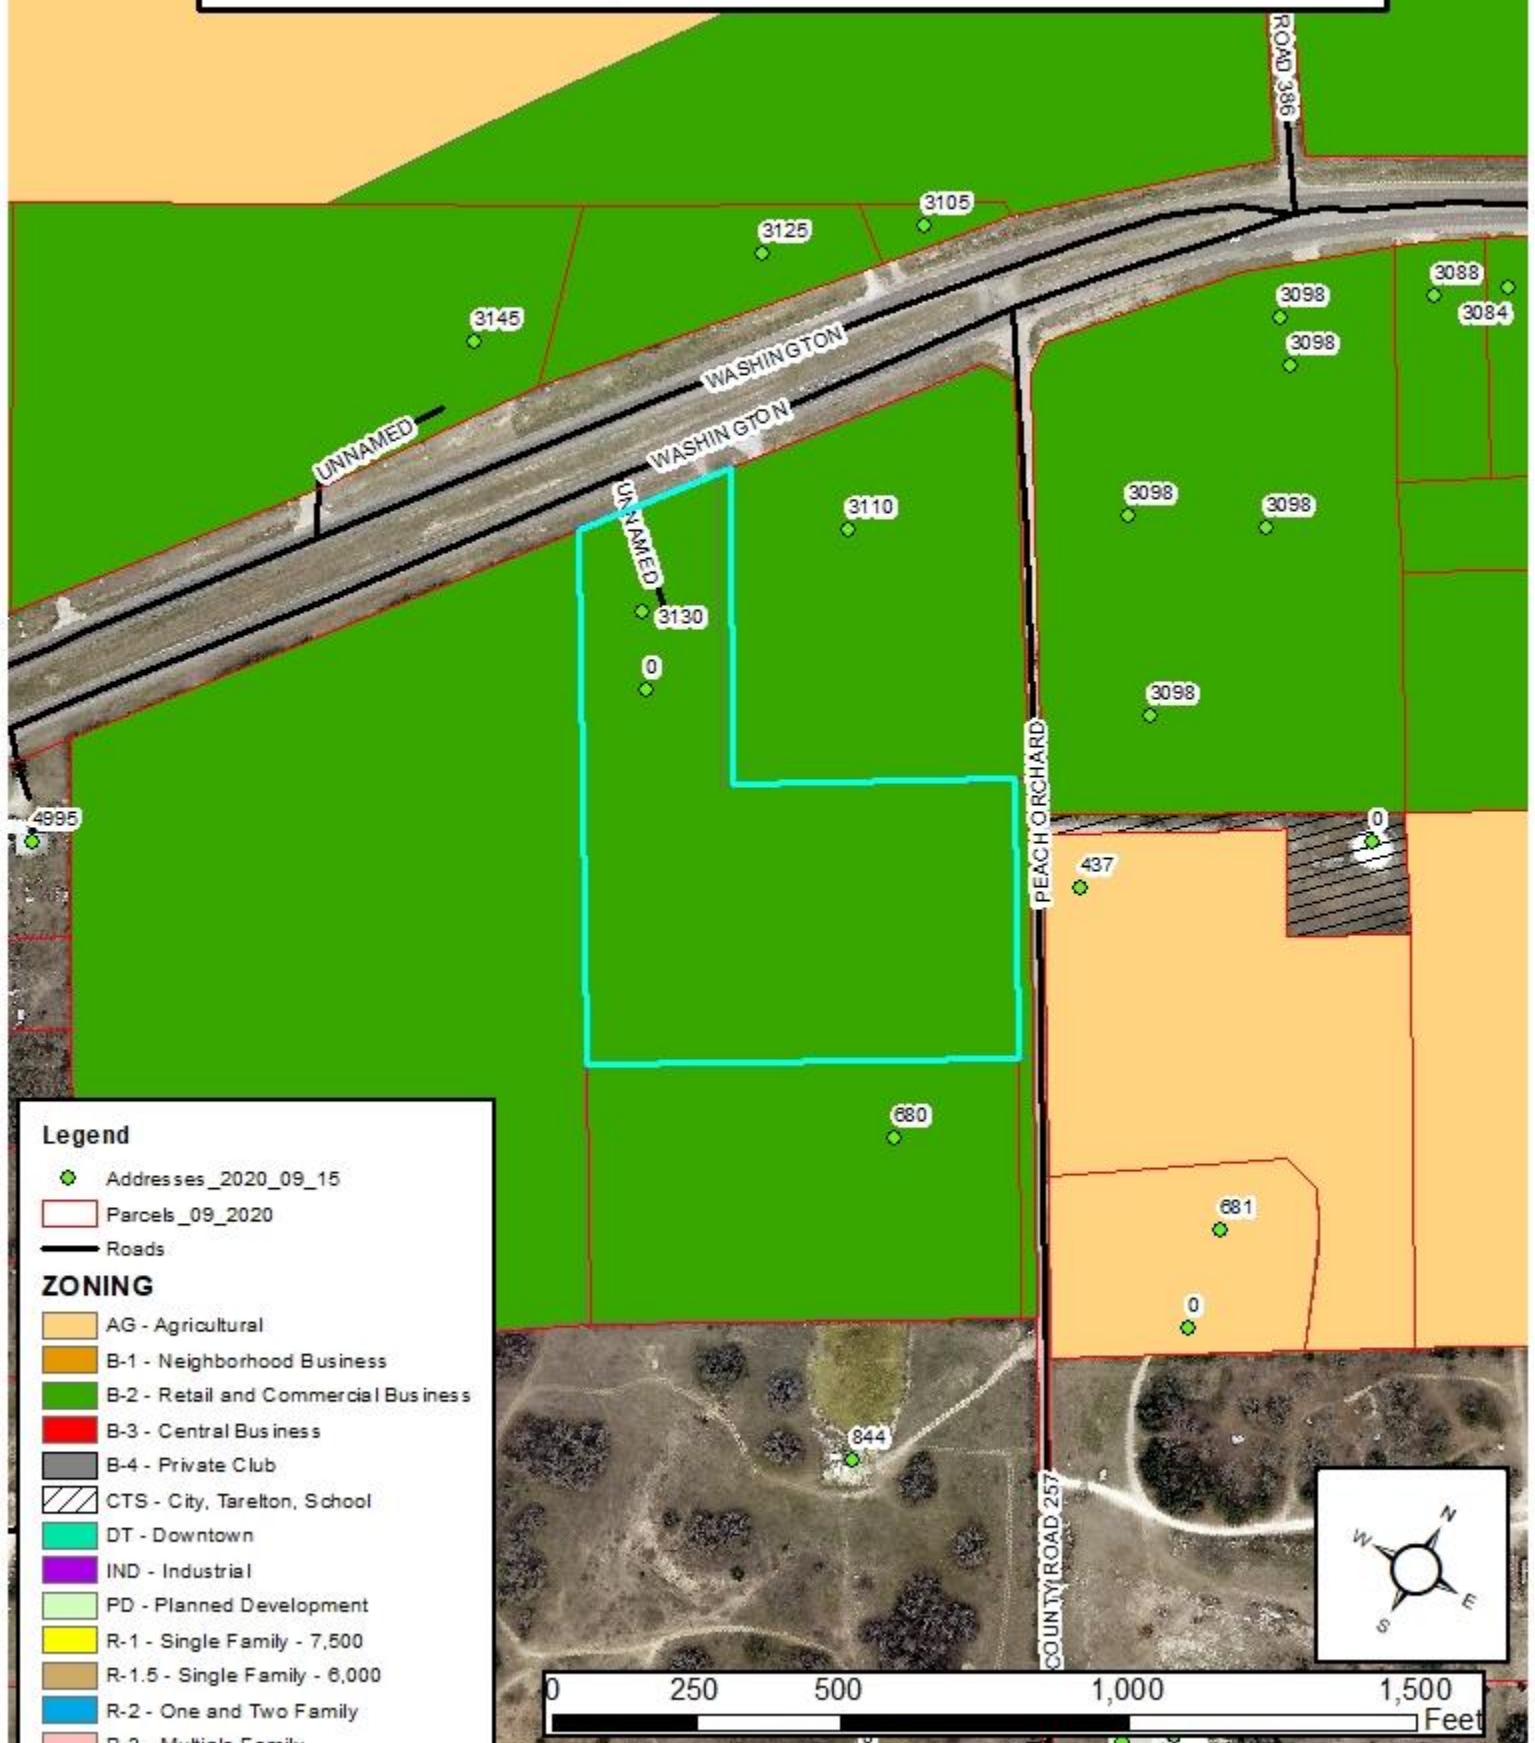 ROAD 386
3105
3125
3088
3098
3084
3145
3098
WASHINGTON
WASHINGTON
UNNAMED
UNNAMED
3098
3098
3110
3130
0
3098
PEACH ORCHARD
4995
0
437
680
681
0
844
COUNTY ROAD 257
Legend
Addresses_2020_09_15
Parcels_09_2020
Roads
ZONING
AG - Agricultural
B-1 - Neighborhood Business
B-2 - Retail and Commercial Business
B-3 - Central Business
B-4 - Private Club
CTS - City, Tarelton, School
DT - Downtown
IND - Industrial
PD - Planned Development
R-1 - Single Family - 7,500
R-1.5 - Single Family - 6,000
R-2 - One and Two Family
N
W
E
S
0 250 500 1,000 1,500
Feet